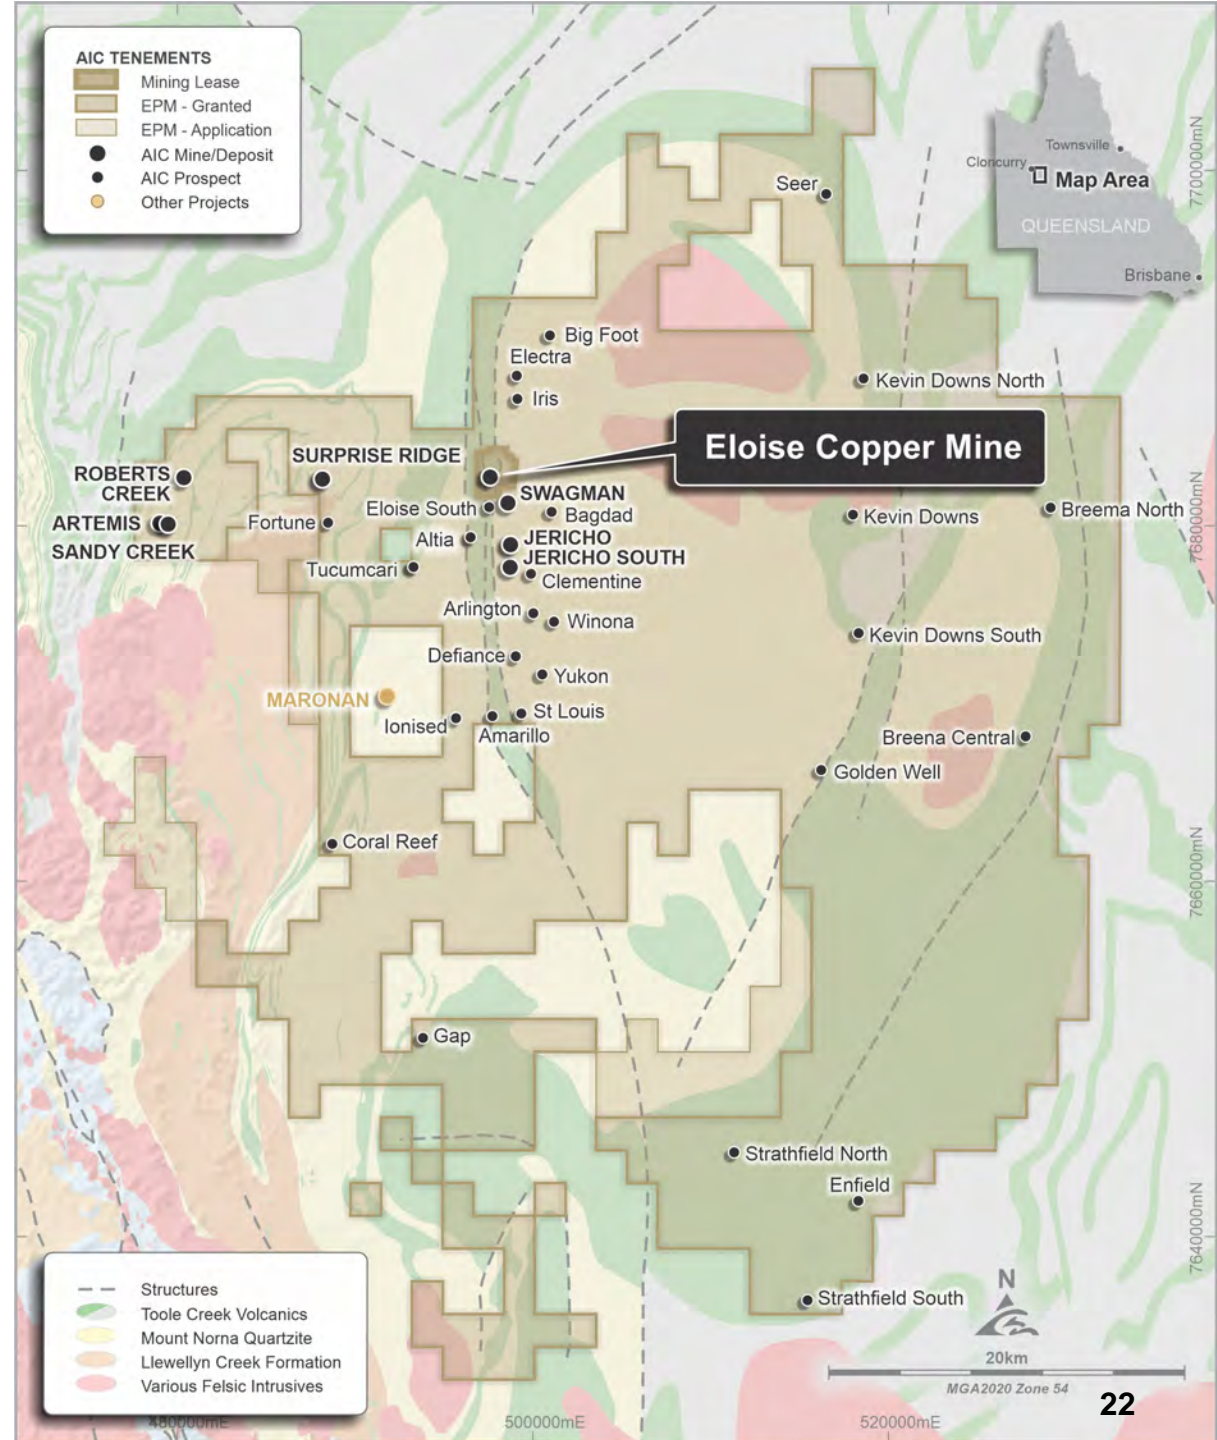 AIC TENEMENTS
Mining Lease
EPM - Granted
EPM - Application
AIC Mine/Deposit
AIC Prospect
Other Projects
Townsville
Cloncurry
Map Area
QUEENSLAND
Brisbane
7700000mN
Seer
Big Foot
Electra
Iris
Kevin Downs North
Eloise Copper Mine
ROBERTS
CREEK
SURPRISE RIDGE
SWAGMAN
Eloise South
Bagdad
Kevin Downs
Breema North
ARTEMIS
Fortune
SANDY CREEK
Altia
JERICHO
JERICHO SOUTH
7680000mN
Tucumcari
Clementine
Arlington
Winona
Kevin Downs South
Defiance
Yukon
MARONAN
Ionised
Amarillo
St Louis
Breena Central
Golden Well
Coral Reef
7660000mN
Gap
Strathfield North
Enfield
7640000mN
Strathfield South
N
20km
MGA2020 Zone 54
Structures
Toole Creek Volcanics
Mount Norna Quartzite
Llewellyn Creek Formation
Various Felsic Intrusives
480000mE
500000mE
520000mE
22